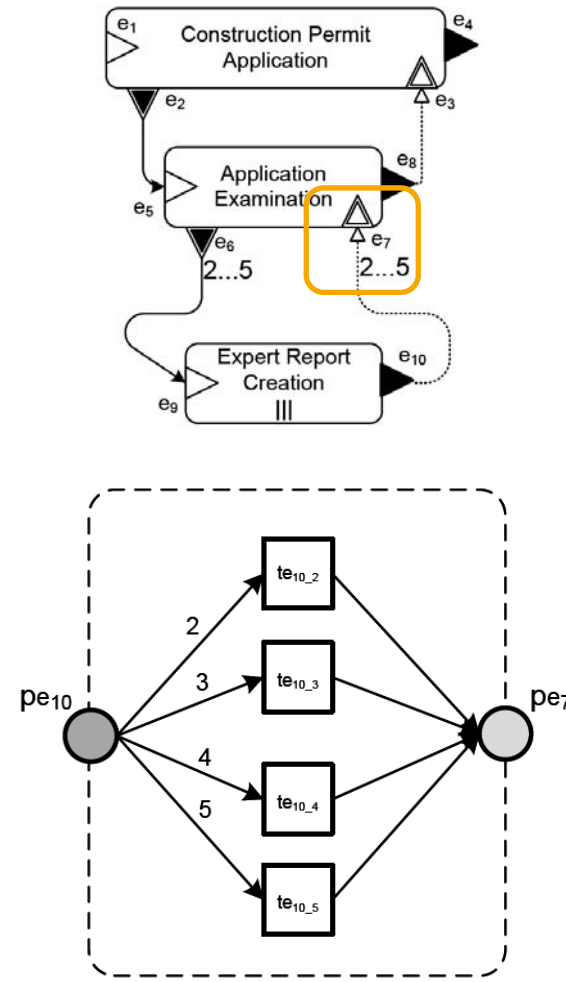 e₁
Construction Permit
Application
e₄
e₂
e₃
Application
Examination
e₈
e₅
e₆
2...5
e₇
2...5
Expert Report
Creation
e₁₀
e₉
te₁₀_₂
2
te₁₀_₃
3
pe₁₀
pe₇
4
te₁₀_₄
5
te₁₀_₅